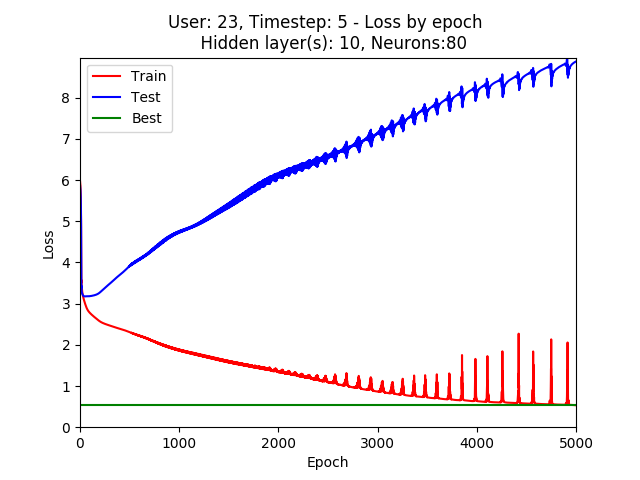 User: 23, Timestep: 5 - Loss by epoch
Hidden layer(s): 10, Neurons:80
Train
Test
Best
Loss
8
7
6
5
4
3
2
1
0
0 1000 2000 3000 4000 5000
Epoch